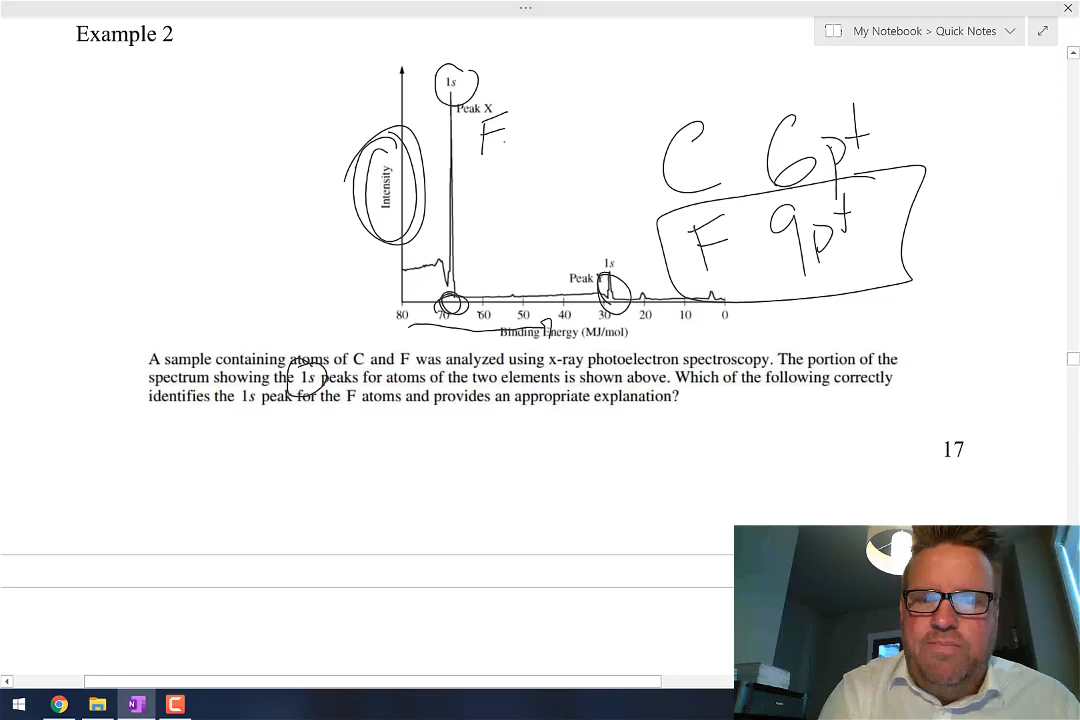 Example 2
My Notebook > Quick Notes
1s
Peak X
F
Intensity
C 6p+
F 9p+
1s
Peak
80 70 60 50 40 30 20 10 0
Binding Energy (MJ/mol)
A sample containing atoms of C and F was analyzed using x-ray photoelectron spectroscopy. The portion of the
spectrum showing the 1s peaks for atoms of the two elements is shown above. Which of the following correctly
identifies the 1s peak for the F atoms and provides an appropriate explanation?
17